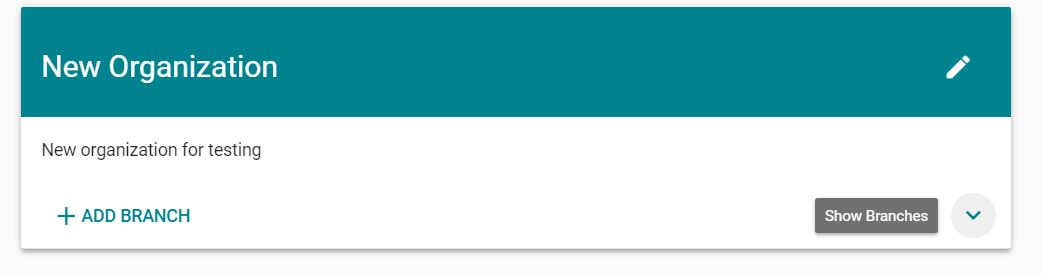 New Organization
New organization for testing
ADD BRANCH
Show Branches